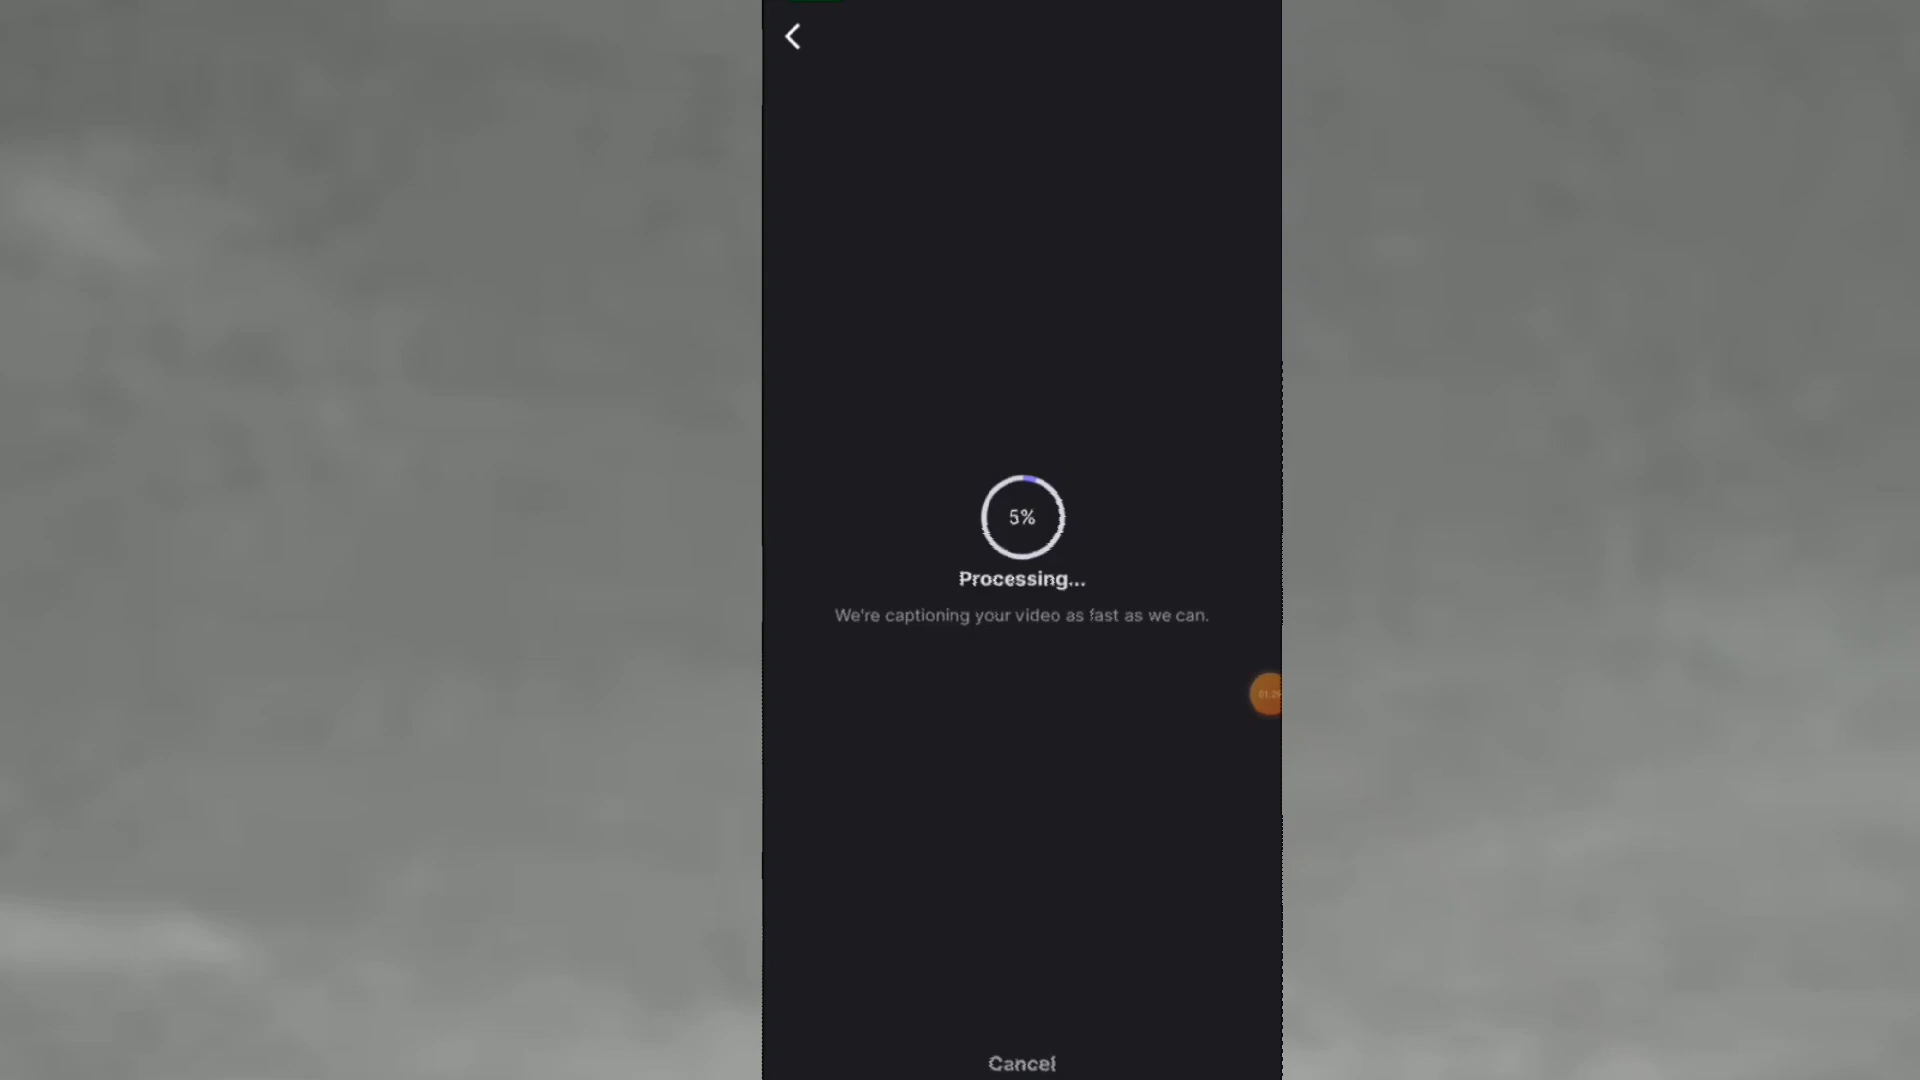 5%
Processing...
We're captioning your video as fast as we can.
Cancel